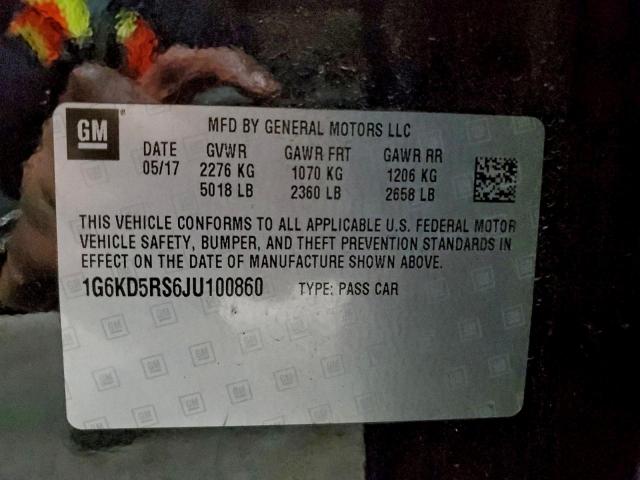 GM
MFD BY GENERAL MOTORS LLC
DATE GVWR GAWR FRT GAWR RR
05/17 2276 KG 1070 KG 1206 KG
5018 LB 2360 LB 2658 LB
THIS VEHICLE CONFORMS TO ALL APPLICABLE U.S. FEDERAL MOTOR
VEHICLE SAFETY, BUMPER, AND THEFT PREVENTION STANDARDS IN
EFFECT ON THE DATE OF MANUFACTURE SHOWN ABOVE.
1G6KD5RS6JU100860 TYPE: PASS CAR